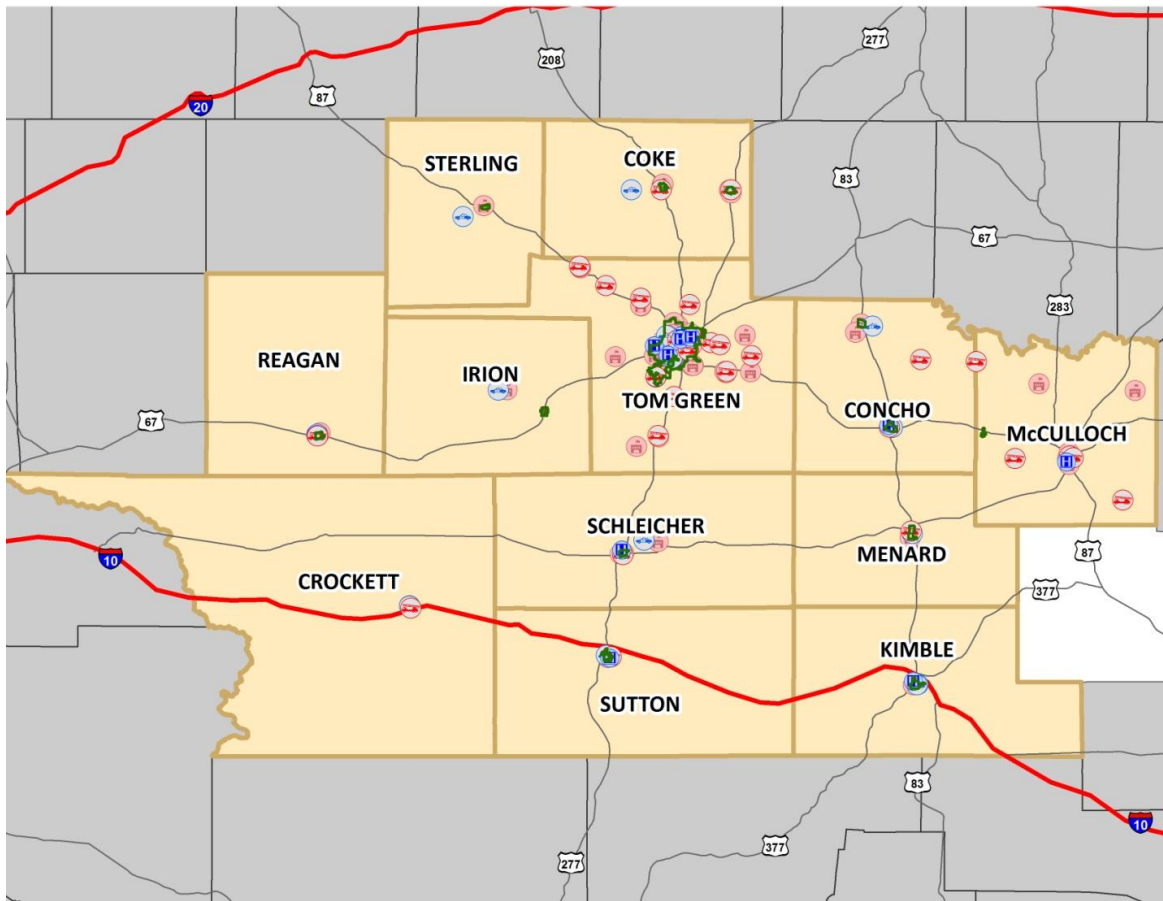 277
208
87
20
STERLING
COKE
83
67
283
REAGAN
IRION
TOM GREEN
CONCHO
McCULLOCH
67
H
H
H
H
H
H
SCHLEICHER
H
MENARD
10
87
CROCKETT
377
KIMBLE
H
H
SUTTON
83
10
377
277